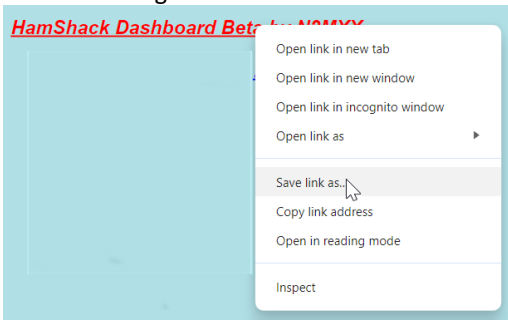 HamShack Dashboard Beta by N3MXX
Open link in new tab
Open link in new window
Open link in incognito window
Open link as
Save link as...
Copy link address
Open in reading mode
Inspect